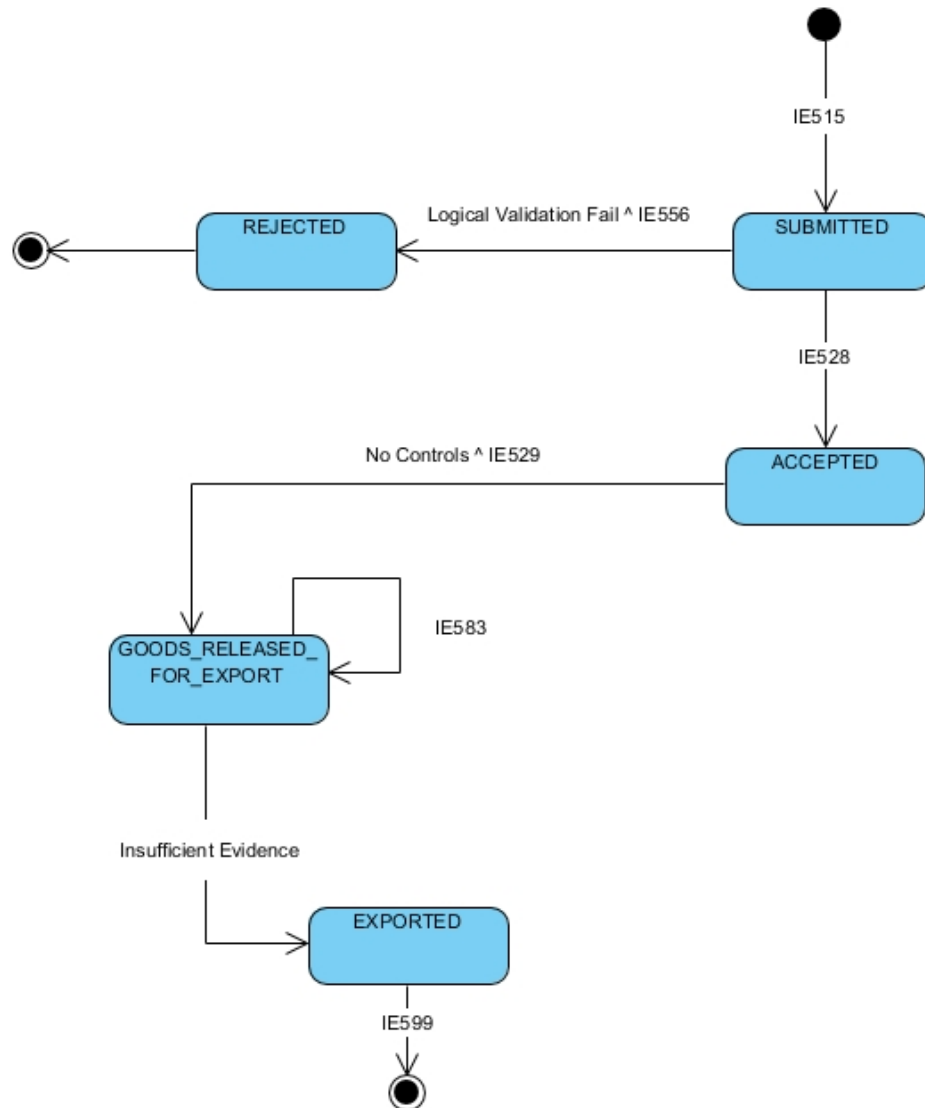 IE515
Logical Validation Fail ^ IE556
REJECTED
SUBMITTED
IE528
No Controls ^ IE529
ACCEPTED
IE583
GOODS_RELEASED_
FOR_EXPORT
Insufficient Evidence
EXPORTED
IE599